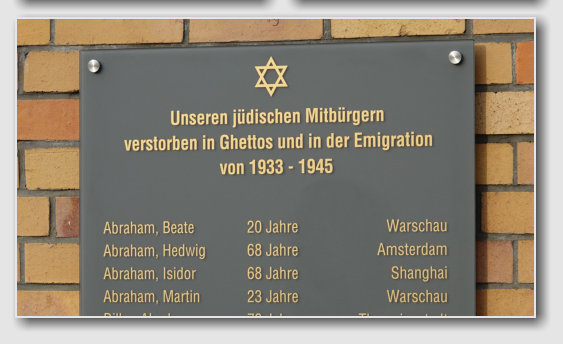 Unseren jüdischen Mitbürgern
verstorben in Ghettos und in der Emigration
von 1933 - 1945
Abraham, Beate 20 Jahre Warschau
Abraham, Hedwig 68 Jahre Amsterdam
Abraham, Isidor 68 Jahre Shanghai
Abraham, Martin 23 Jahre Warschau